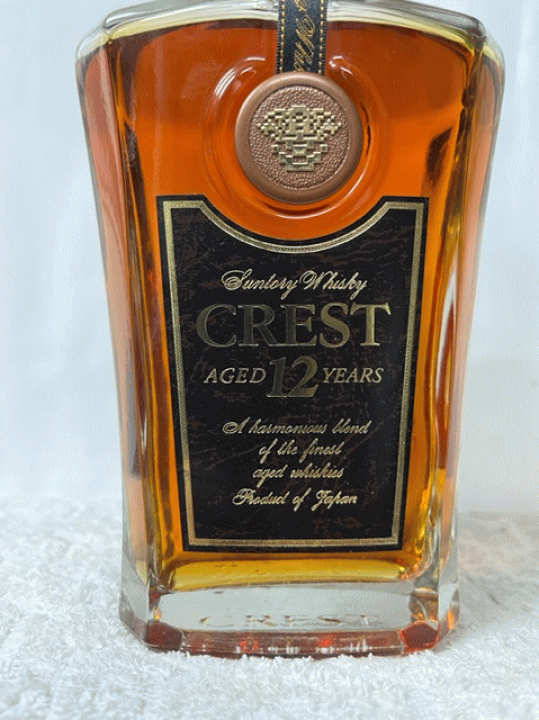 Suntory Whisky
CREST
AGED 12 YEARS
A harmonious blend
of the finest
aged whiskies
Product of Japan
CREST